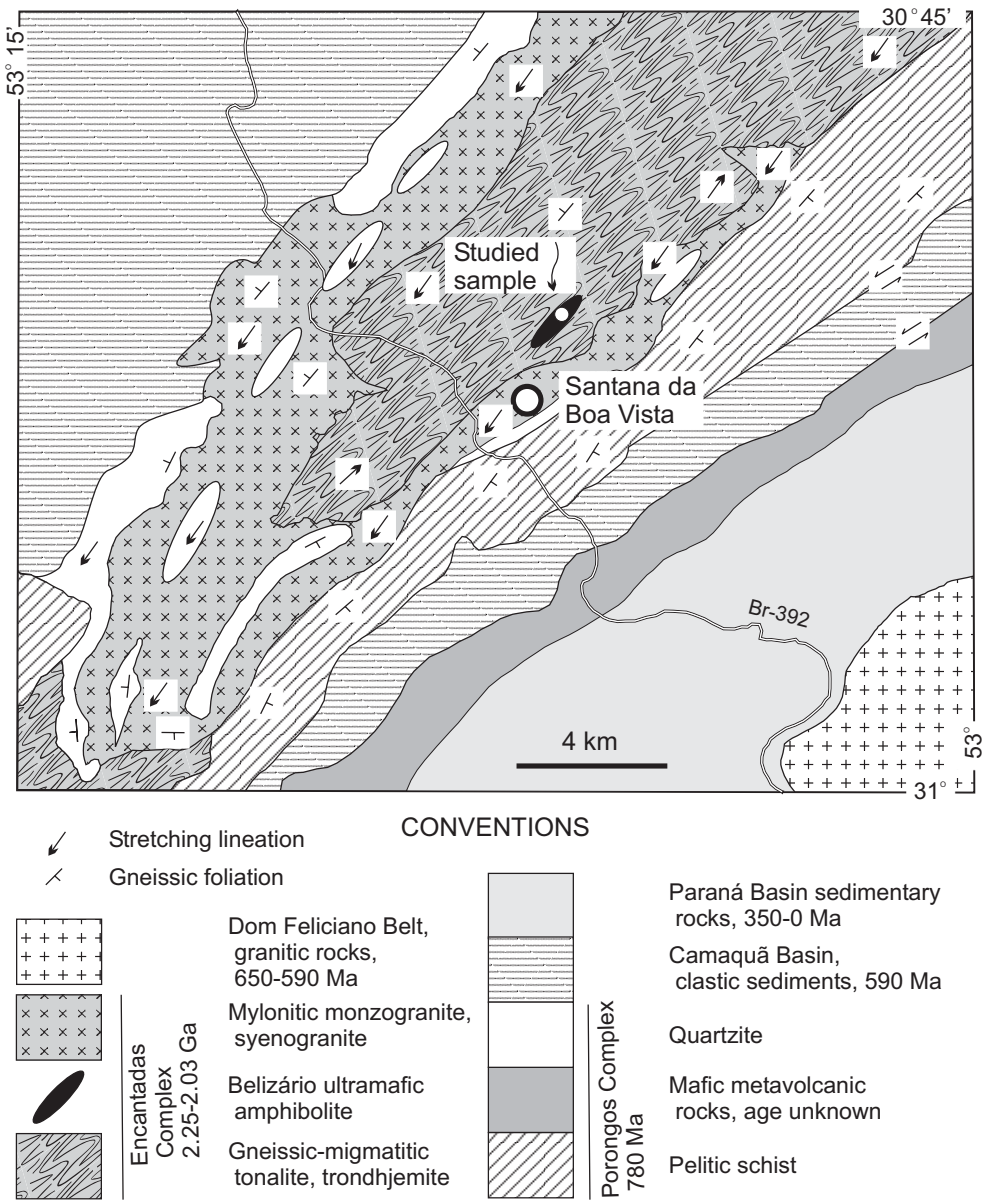 30°45'
53° 15'
Studied
sample
Santana da
Boa Vista
Br-392
4 km
53°
31°
CONVENTIONS
Stretching lineation
Gneissic foliation
Dom Feliciano Belt,
granitic rocks,
650-590 Ma
Encantadas
Complex
2.25-2.03 Ga
Mylonitic monzogranite,
syenogranite
Belizário ultramafic
amphibolite
Gneissic-migmatitic
tonalite, trondhjemite
Paraná Basin sedimentary
rocks, 350-0 Ma
Camaquã Basin,
clastic sediments, 590 Ma
Porongos Complex
780 Ma
Quartzite
Mafic metavolcanic
rocks, age unknown
Pelitic schist